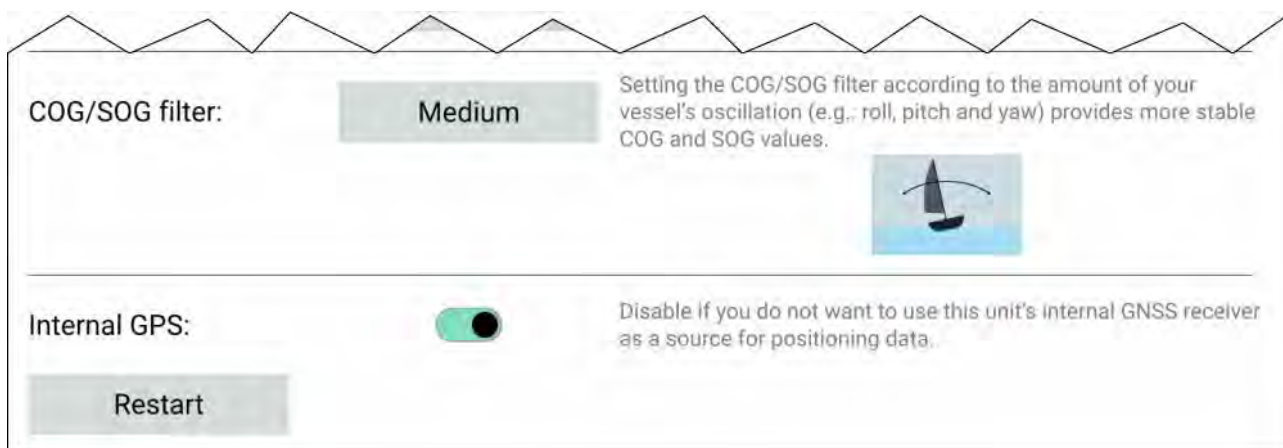 COG/SOG filter:
Medium
Setting the COG/SOG filter according to the amount of your
vessel's oscillation (e.g.: roll, pitch and yaw) provides more stable
COG and SOG values.
Internal GPS:
Disable if you do not want to use this unit's internal GNSS receiver
as a source for positioning data.
Restart